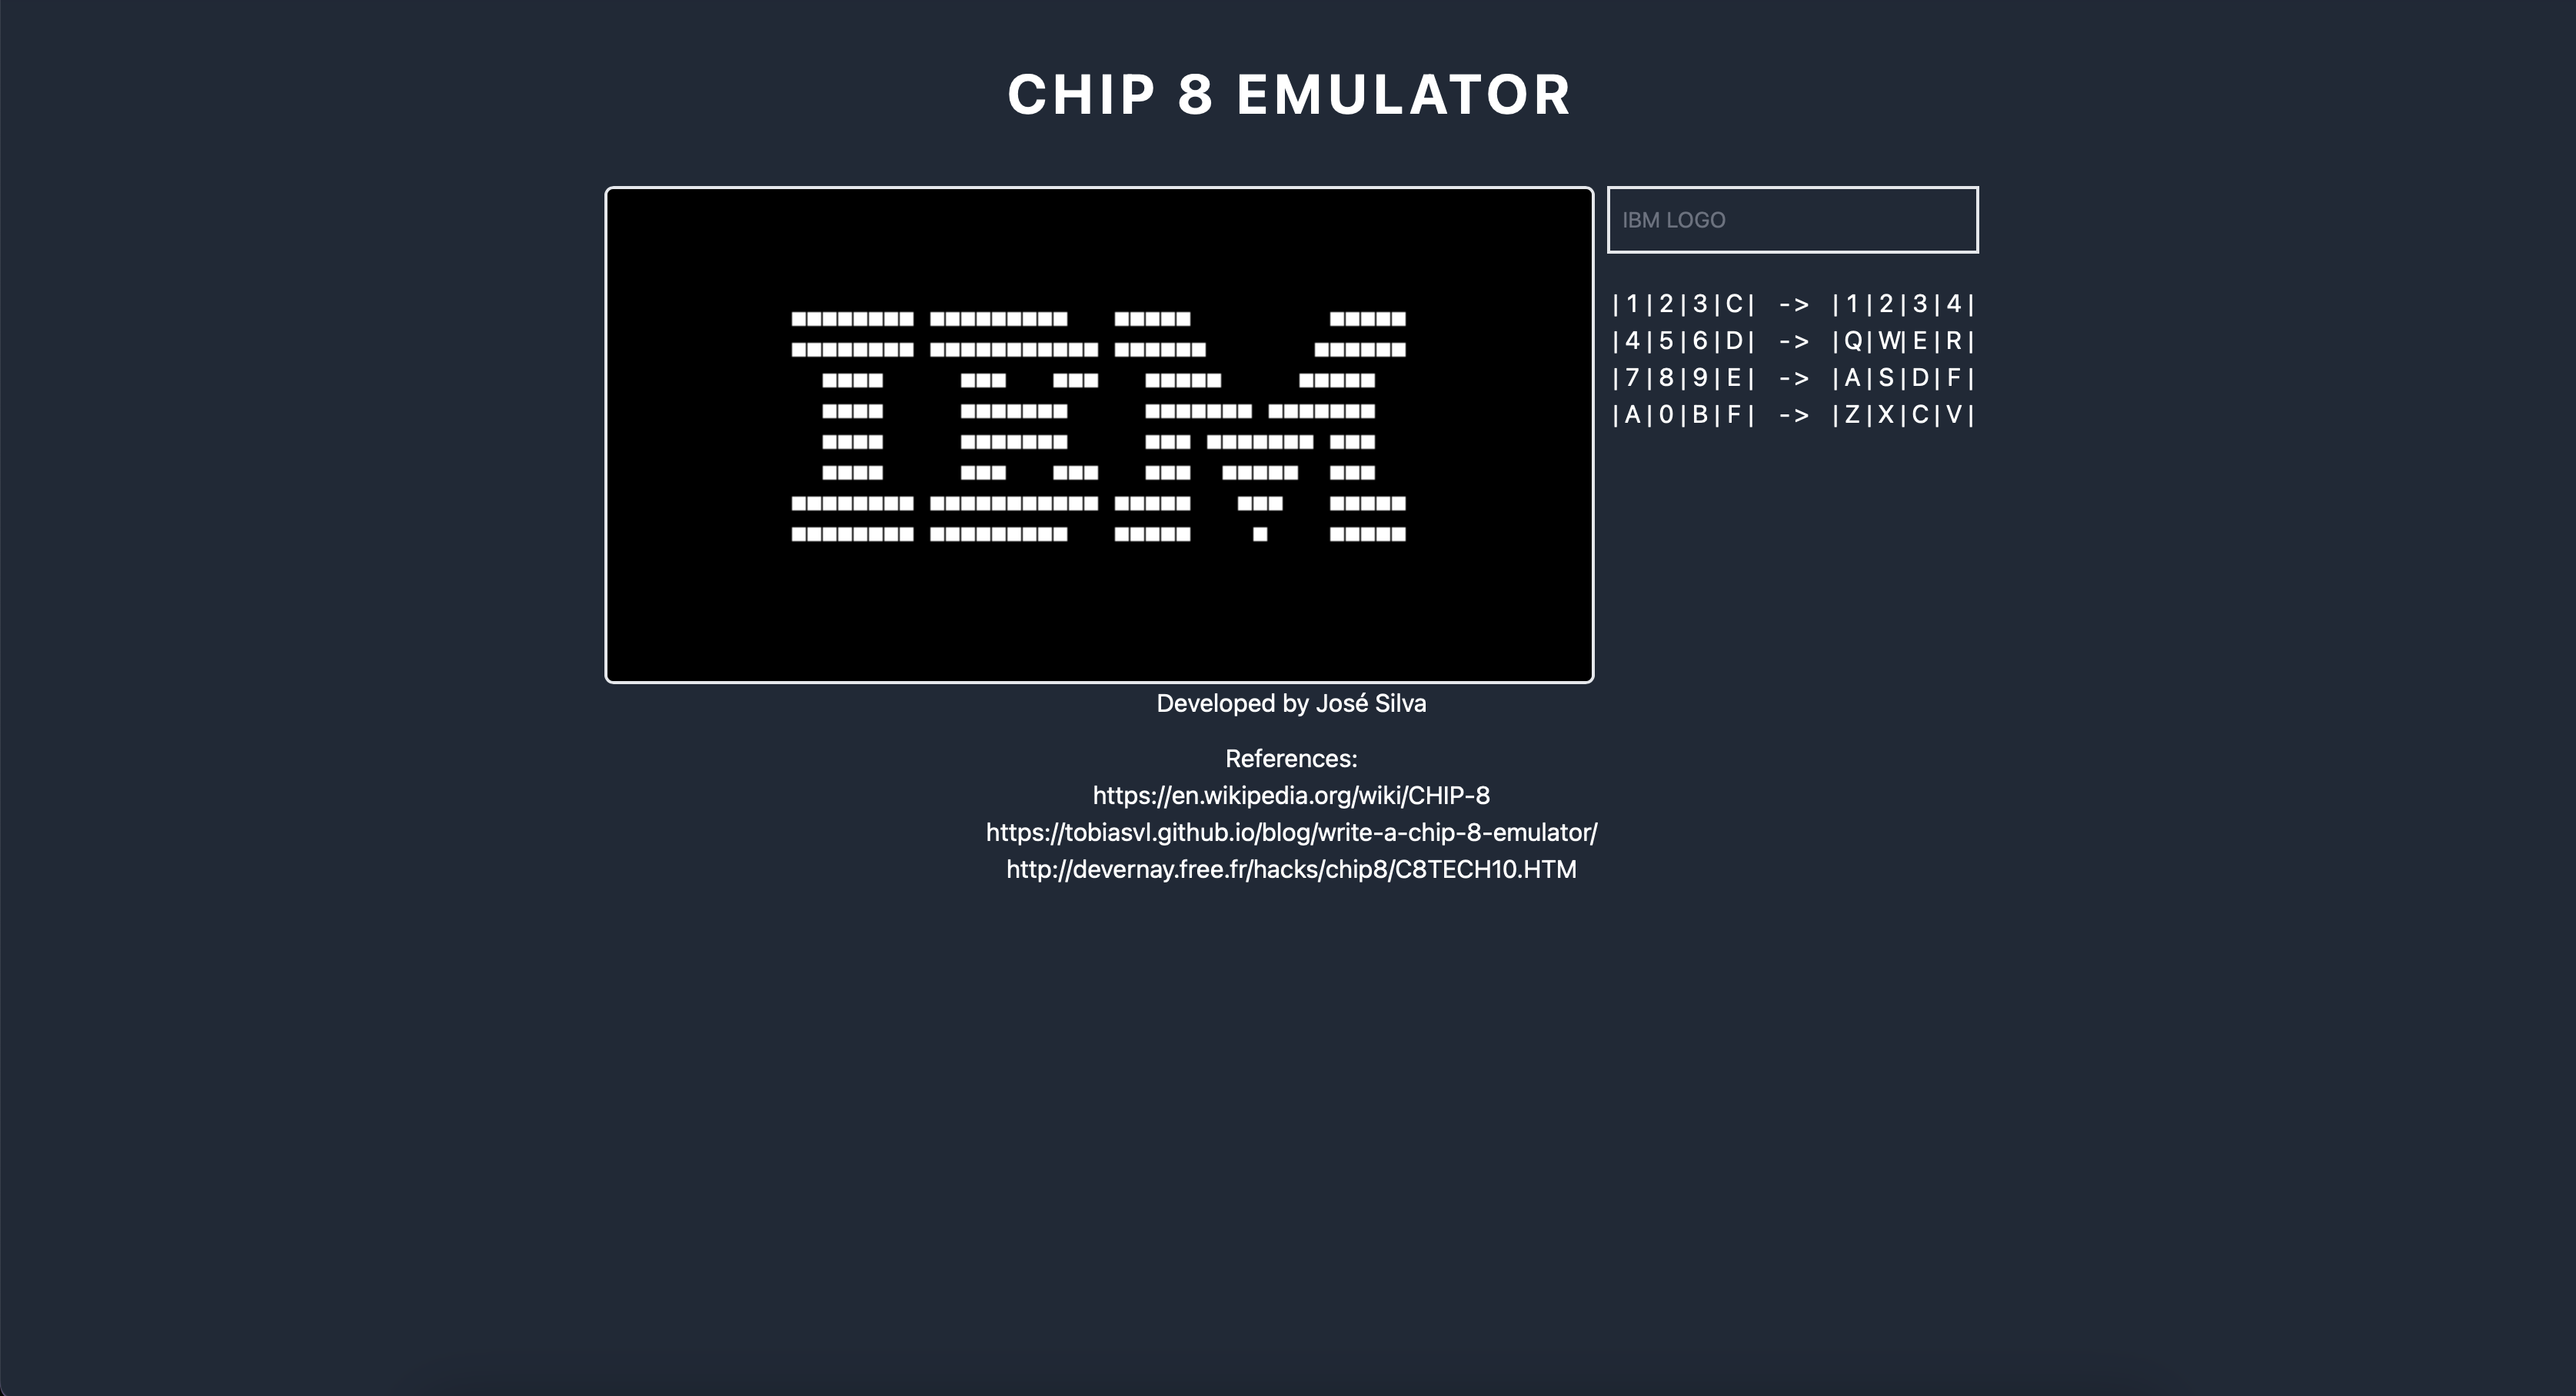 CHIP 8 EMULATOR
IBM
IBM LOGO
|1|2|3|C| -> |1|2|3|4|
|4|5|6|D| -> |Q|W|E|R|
|7|8|9|E| -> |A|S|D|F|
|A|0|B|F| -> |Z|X|C|V|
Developed by José Silva
References:
https://en.wikipedia.org/wiki/CHIP-8
https://tobiasvl.github.io/blog/write-a-chip-8-emulator/
http://devernay.free.fr/hacks/chip8/C8TECH10.HTM